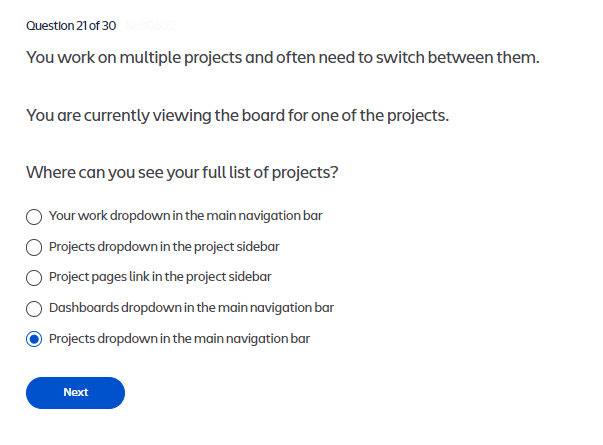 Question 21 of 30
You work on multiple projects and often need to switch between them.
You are currently viewing the board for one of the projects.
Where can you see your full list of projects?
Your work dropdown in the main navigation bar
Projects dropdown in the project sidebar
Project pages link in the project sidebar
Dashboards dropdown in the main navigation bar
Projects dropdown in the main navigation bar
Next